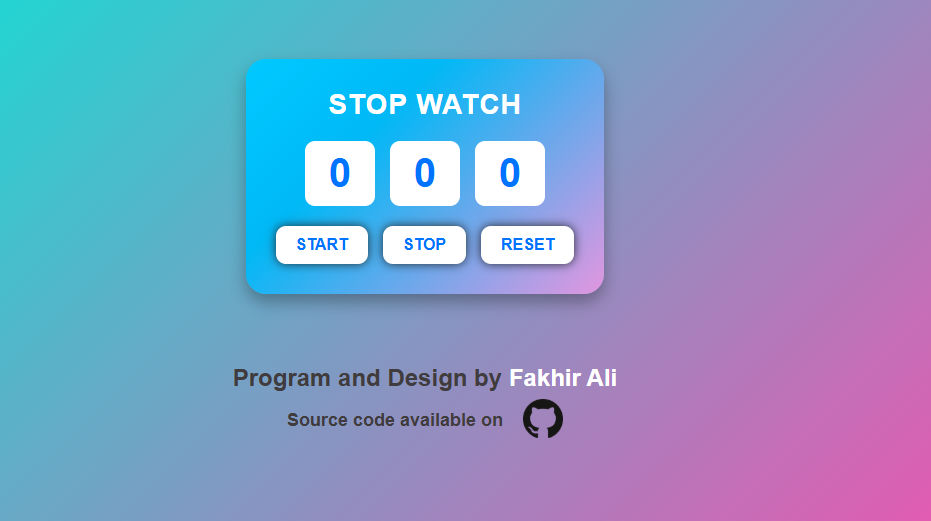 STOP WATCH
0 0 0
START STOP RESET
Program and Design by Fakhir Ali
Source code available on